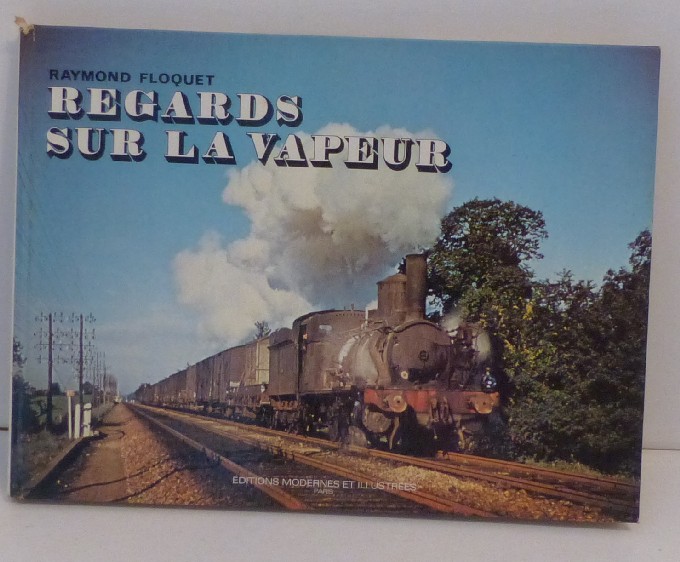 RAYMOND FLOQUET
REGARDS
SUR LA VAPEUR
EDITIONS MODERNES ET ILLUSTRÉES
PARIS